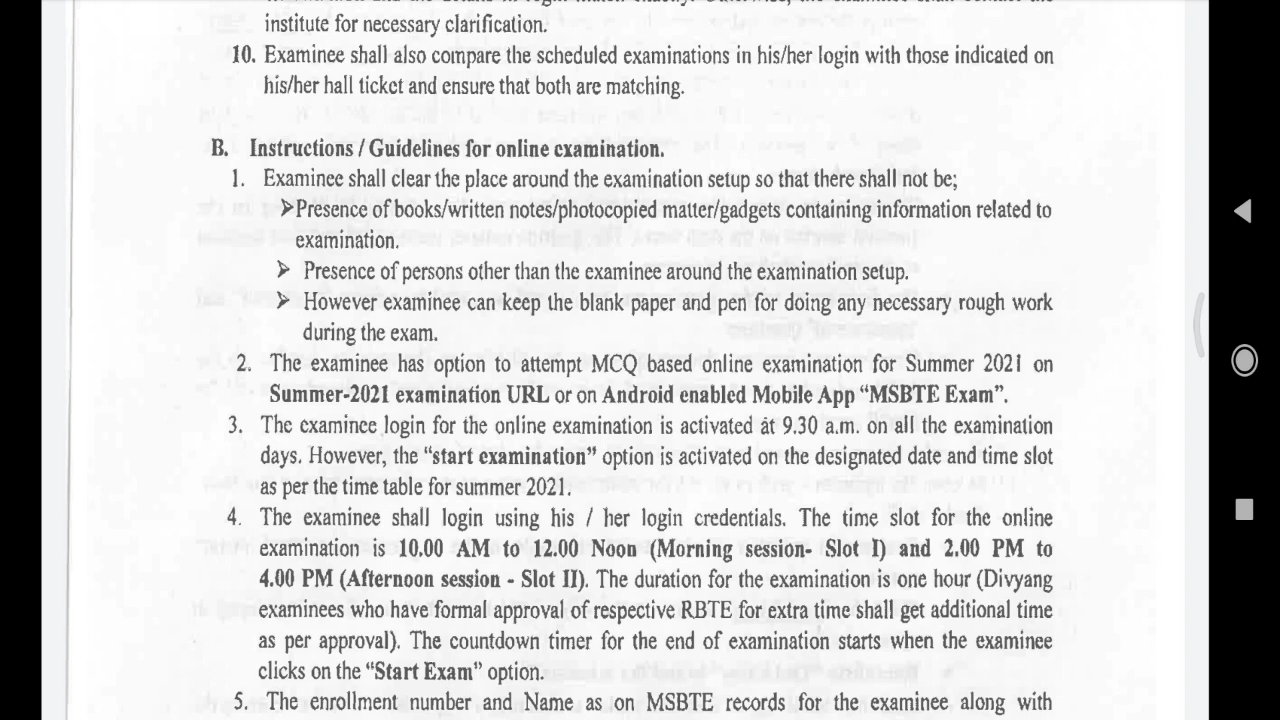 institute for necessary clarification.
10. Examinee shall also compare the scheduled examinations in his/her login with those indicated on
his/her hall ticket and ensure that both are matching.
B. Instructions / Guidelines for online examination.
1. Examinee shall clear the place around the examination setup so that there shall not be;
➢Presence of books/written notes/photocopied matter/gadgets containing information related to
examination.
➢ Presence of persons other than the examinee around the examination setup.
➢ However examinee can keep the blank paper and pen for doing any necessary rough work
during the exam.
2. The examinee has option to attempt MCQ based online examination for Summer 2021 on
Summer-2021 examination URL or on Android enabled Mobile App “MSBTE Exam”.
3. The examinee login for the online examination is activated at 9.30 a.m. on all the examination
days. However, the “start examination” option is activated on the designated date and time slot
as per the time table for summer 2021.
4. The examinee shall login using his / her login credentials. The time slot for the online
examination is 10.00 AM to 12.00 Noon (Morning session- Slot I) and 2.00 PM to
4.00 PM (Afternoon session - Slot II). The duration for the examination is one hour (Divyang
examinees who have formal approval of respective RBTE for extra time shall get additional time
as per approval). The countdown timer for the end of examination starts when the examinee
clicks on the “Start Exam” option.
5. The enrollment number and Name as on MSBTE records for the examinee along with